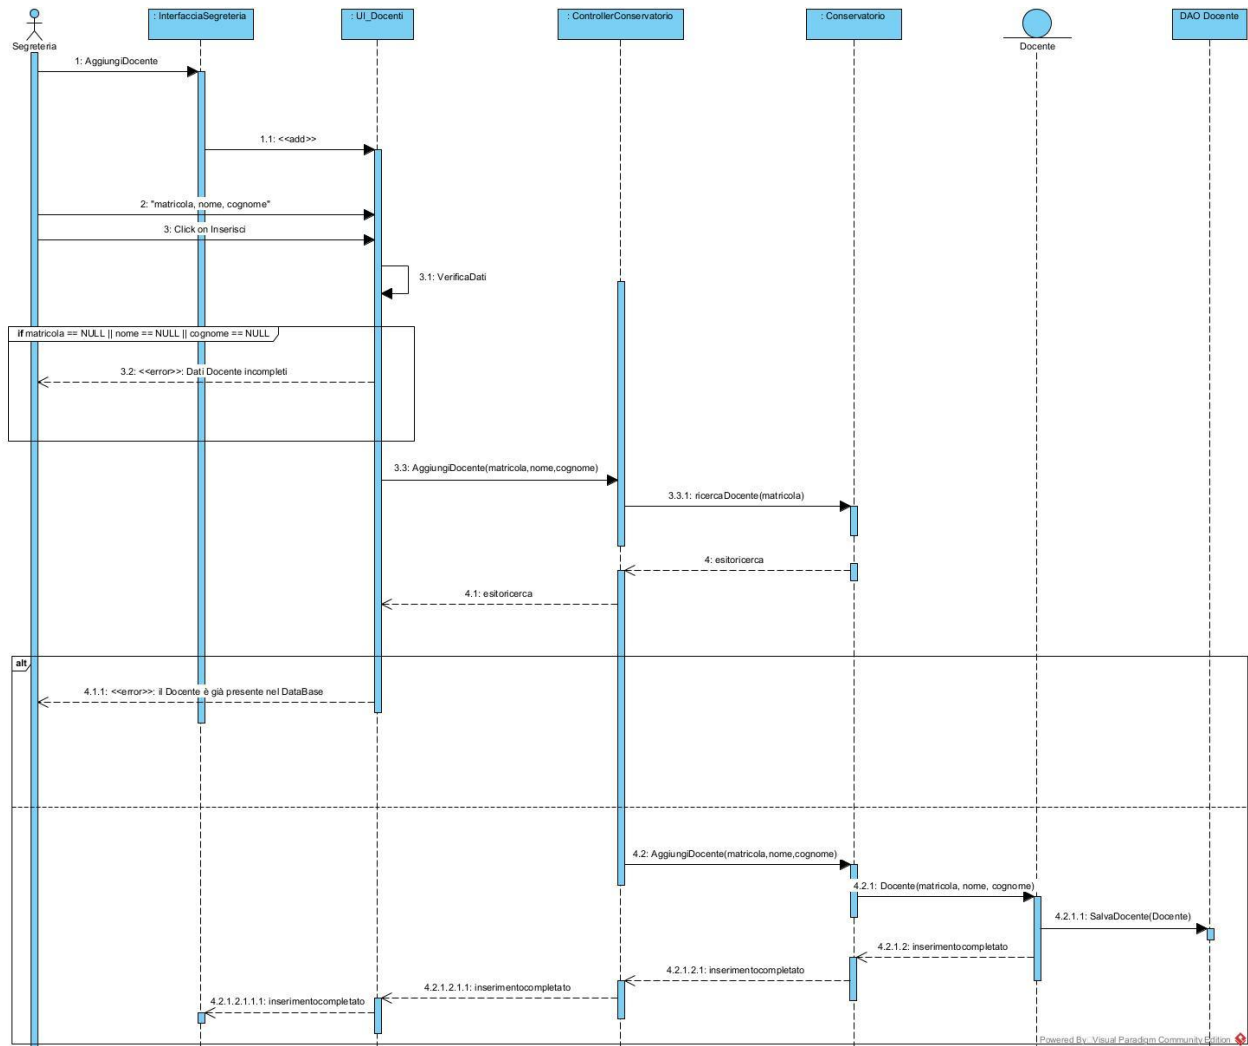 : InterfacciaSegreteria
: UI_Docenti
: ControllerConservatorio
: Conservatorio
DAO Docente
Segreteria
Docente
1: AggiungiDocente
1.1: <<add>>
2: "matricola, nome, cognome"
3: Click on Inserisci
3.1: VerificaDati
if matricola == NULL || nome == NULL || cognome == NULL
3.2: <<error>>: Dati Docente incompleti
3.3: AggiungiDocente(matricola,nome,cognome)
3.3.1: ricercaDocente(matricola)
4: esitoricerca
4.1: esitoricerca
alt
4.1.1: <<error>>: il Docente è già presente nel DataBase
4.2: AggiungiDocente(matricola,nome,cognome)
4.2.1: Docente(matricola, nome, cognome)
4.2.1.1: SalvaDocente(Docente)
4.2.1.2: inserimentocompletato
4.2.1.2.1: inserimentocompletato
4.2.1.2.1.1: inserimentocompletato
4.2.1.2.1.1.1: inserimentocompletato
Powered By: Visual Paradigm Community Edition